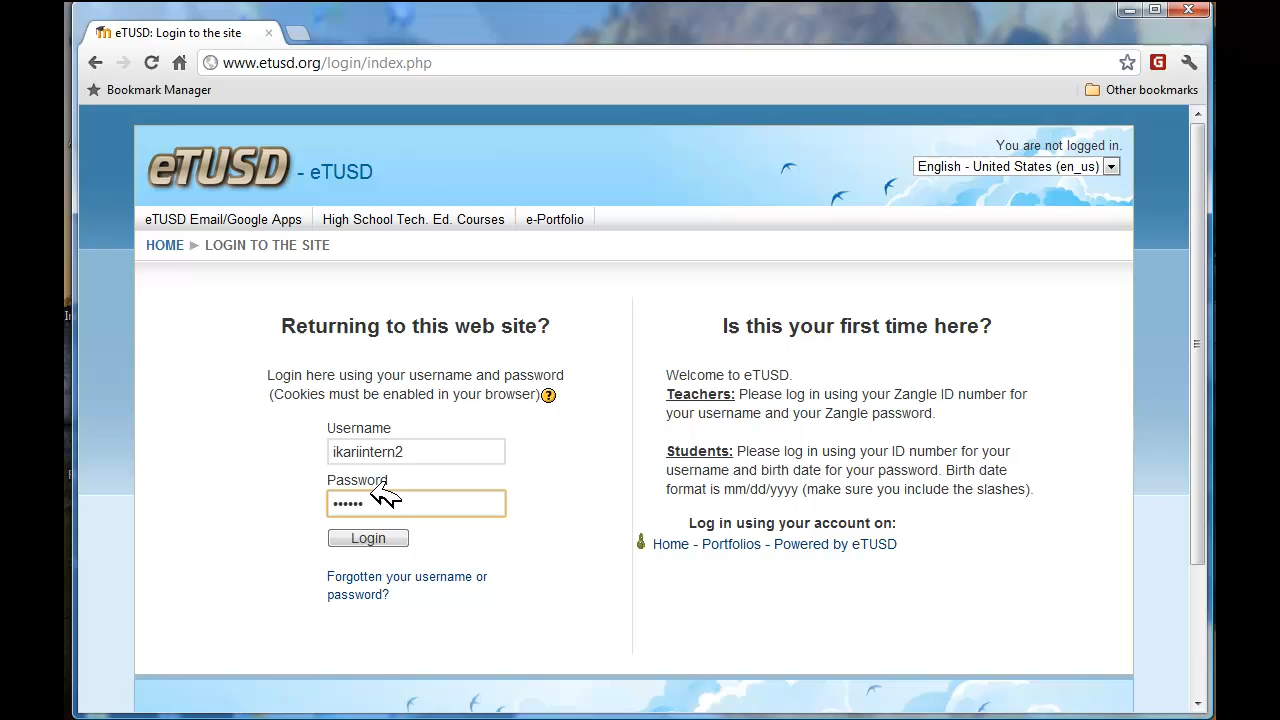 eTUSD: Login to the site
www.etusd.org/login/index.php
Bookmark Manager
Other bookmarks
You are not logged in.
eTUSD - eTUSD
English - United States (en_us)
eTUSD Email/Google Apps
High School Tech. Ed. Courses
e-Portfolio
HOME ► LOGIN TO THE SITE
Returning to this web site?
Login here using your username and password
(Cookies must be enabled in your browser)?
Username
ikariintern2
Password
••••••
Login
Forgotten your username or
password?
Is this your first time here?
Welcome to eTUSD.
Teachers: Please log in using your Zangle ID number for
your username and your Zangle password.
Students: Please log in using your ID number for your
username and birth date for your password. Birth date
format is mm/dd/yyyy (make sure you include the slashes).
Log in using your account on:
Home - Portfolios - Powered by eTUSD